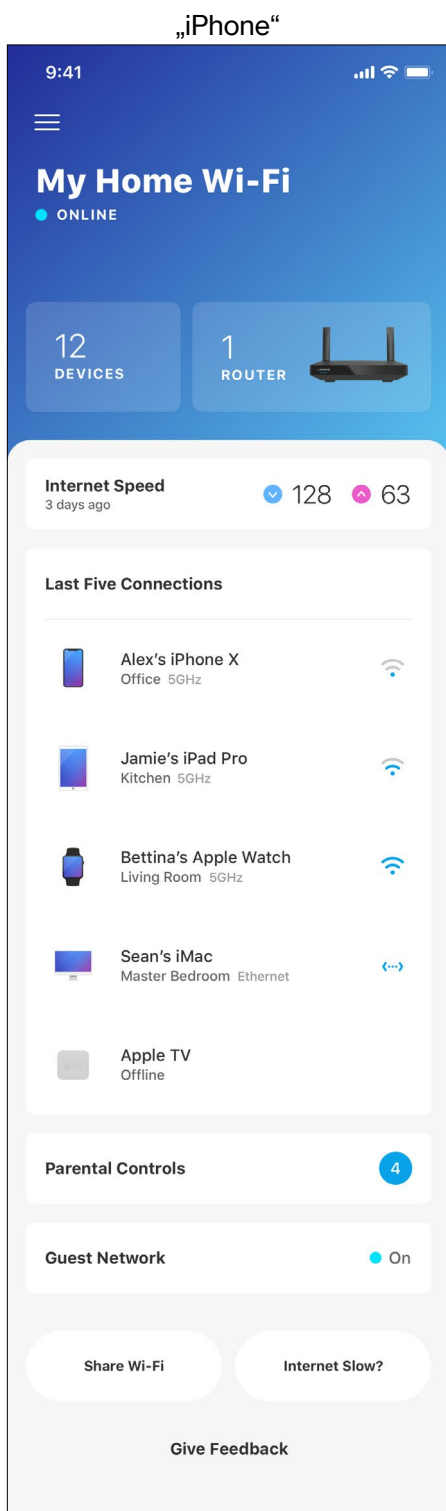 „iPhone“
9:41
My Home Wi-Fi
ONLINE
12
DEVICES
1
ROUTER
Internet Speed
3 days ago
128
63
Last Five Connections
Alex’s iPhone X
Office 5GHz
Jamie’s iPad Pro
Kitchen 5GHz
Bettina’s Apple Watch
Living Room 5GHz
Sean’s iMac
Master Bedroom Ethernet
Apple TV
Offline
Parental Controls
4
Guest Network
On
Share Wi-Fi
Internet Slow?
Give Feedback